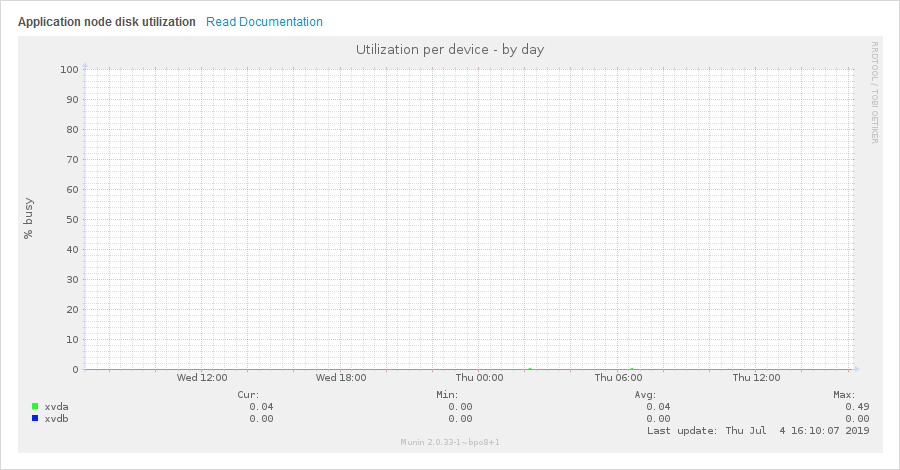 Application node disk utilization Read Documentation
Utilization per device - by day
RRDTOOL / TOBI OETIKER
% busy
100
90
80
70
60
50
40
30
20
10
0
Wed 12:00 Wed 18:00 Thu 00:00 Thu 06:00 Thu 12:00
Cur: Min: Avg: Max:
xvda 0.04 0.00 0.04 0.49
xvdb 0.00 0.00 0.00 0.00
Last update: Thu Jul 4 16:10:07 2019
Munin 2.0.33-1~bpo8+1